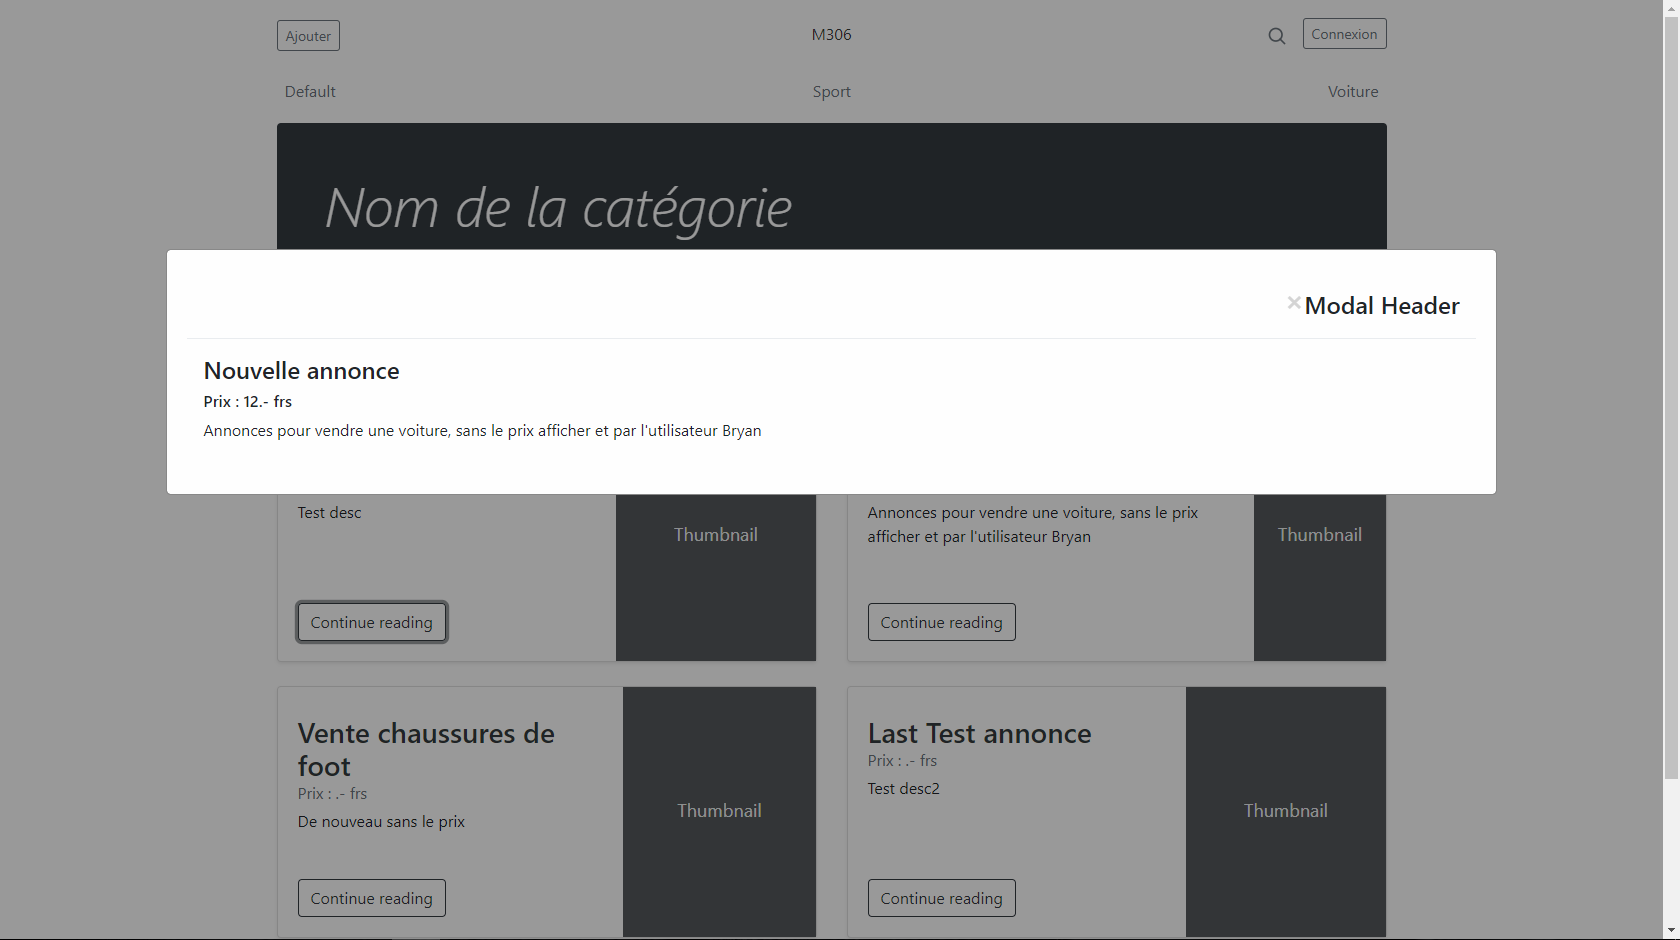 Ajouter
M306
Connexion
Default
Sport
Voiture
Nom de la catégorie
×Modal Header
Nouvelle annonce
Prix : 12.- frs
Annonces pour vendre une voiture, sans le prix afficher et par l'utilisateur Bryan
Test desc
Thumbnail
Continue reading
Annonces pour vendre une voiture, sans le prix
afficher et par l'utilisateur Bryan
Thumbnail
Continue reading
Vente chaussures de
foot
Prix : .- frs
De nouveau sans le prix
Thumbnail
Continue reading
Last Test annonce
Prix : .- frs
Test desc2
Thumbnail
Continue reading